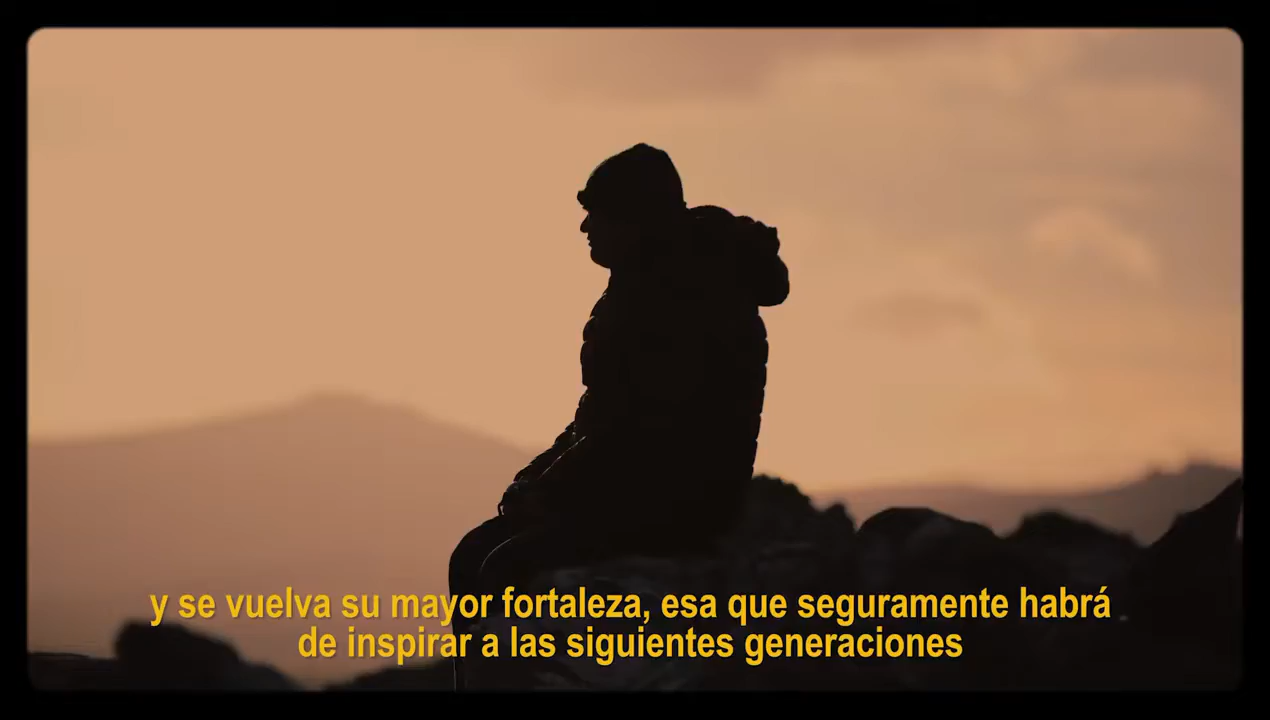 y se vuelva su mayor fortaleza, esa que seguramente habrá
de inspirar a las siguientes generaciones